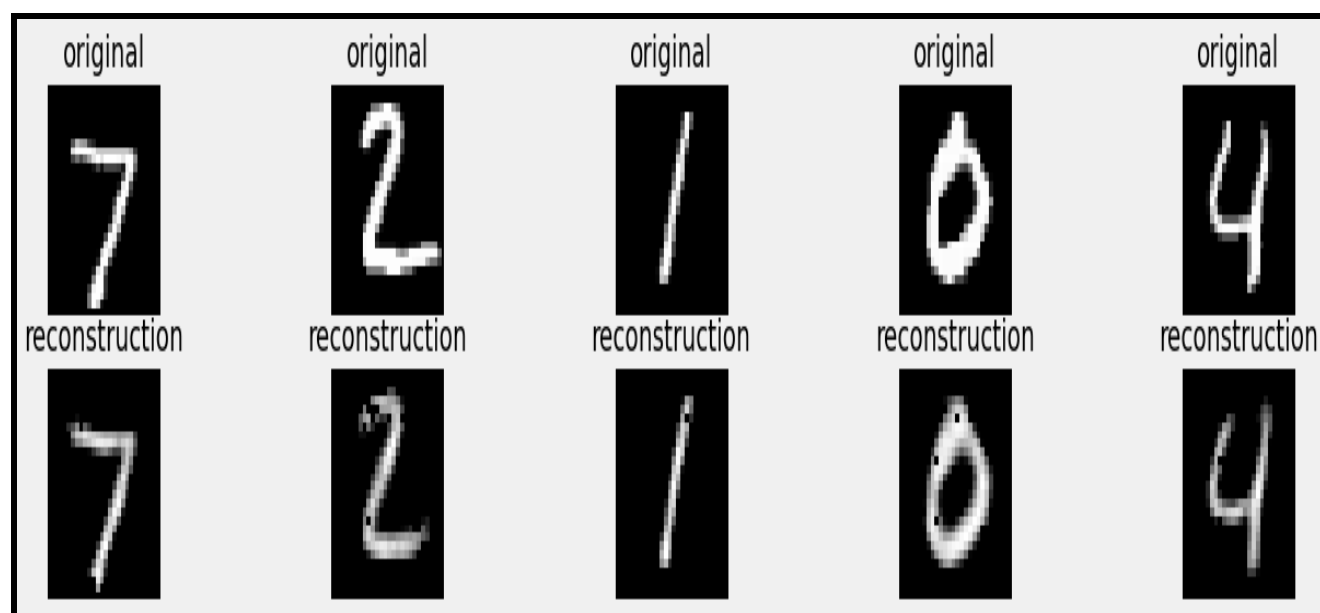 original original original original original
7 2 1 0 4
reconstruction reconstruction reconstruction reconstruction reconstruction
7 2 1 0 4